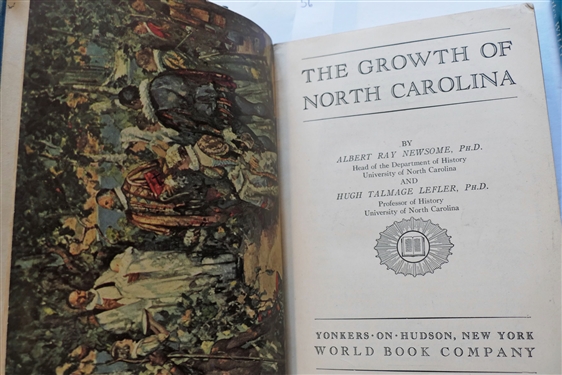 56
THE GROWTH OF
NORTH CAROLINA
BY
ALBERT RAY NEWSOME, PH.D.
Head of the Department of History
University of North Carolina
AND
HUGH TALMAGE LEFLER, PH.D.
Professor of History
University of North Carolina
YONKERS·ON·HUDSON, NEW YORK
WORLD BOOK COMPANY